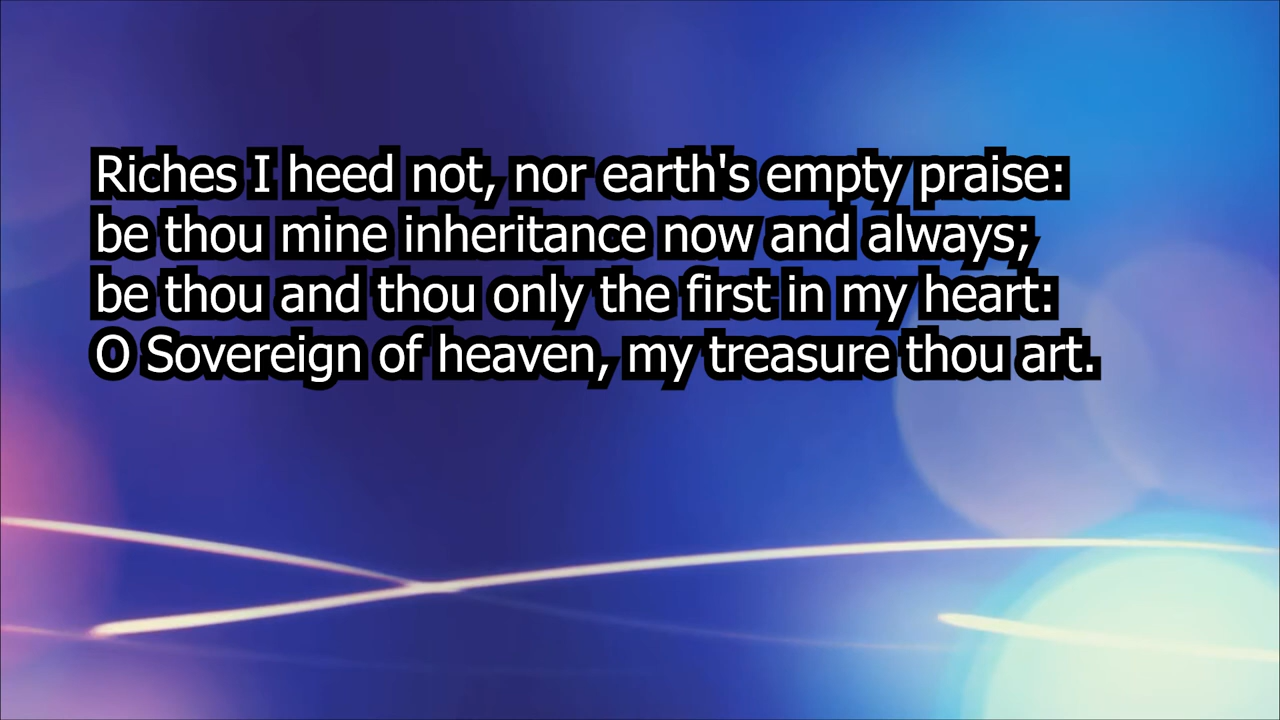 Riches I heed not, nor earth's empty praise:
be thou mine inheritance now and always;
be thou and thou only the first in my heart:
O Sovereign of heaven, my treasure thou art.